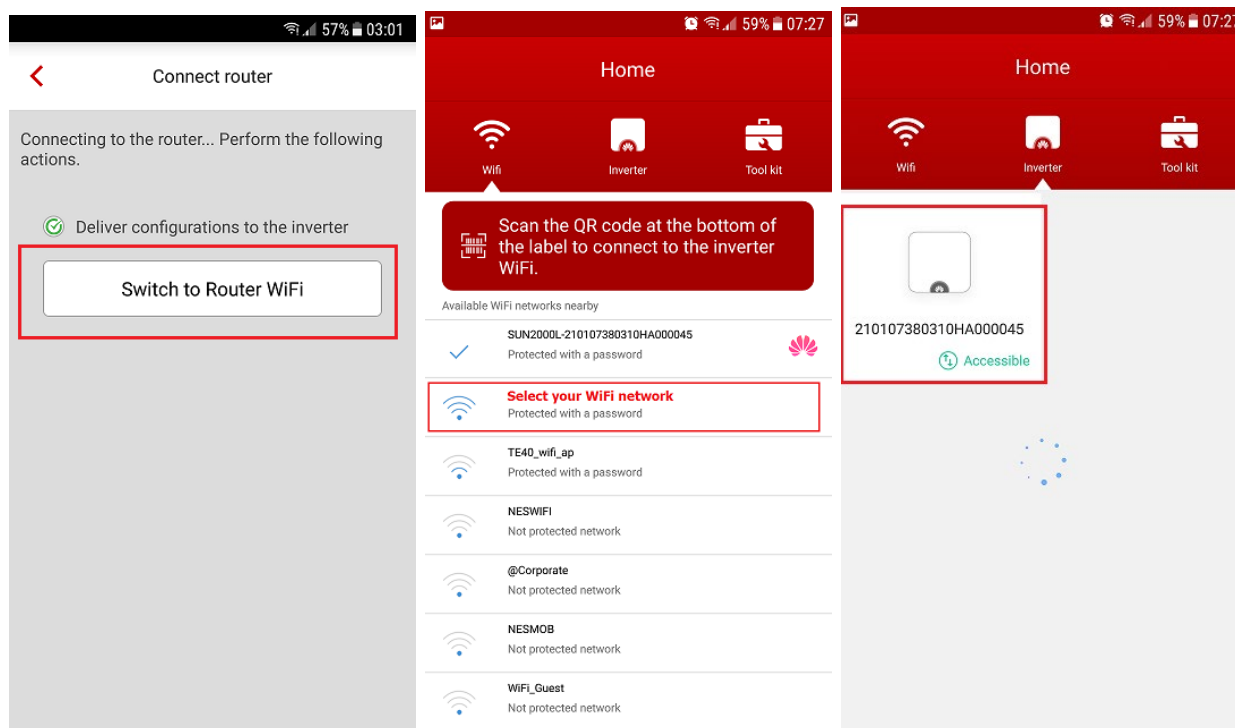 57% 03:01
Connect router
Connecting to the router... Perform the following
actions.
Deliver configurations to the inverter
Switch to Router WiFi
59% 07:27
Home
Wifi
Inverter
Tool kit
Scan the QR code at the bottom of
the label to connect to the inverter
WiFi.
Available WiFi networks nearby
SUN2000L-210107380310HA000045
Protected with a password
Select your WiFi network
Protected with a password
TE40_wifi_ap
Protected with a password
NESWIFI
Not protected network
@Corporate
Not protected network
NESMOB
Not protected network
WiFi_Guest
Not protected network
59% 07:27
Home
Wifi
Inverter
Tool kit
210107380310HA000045
Accessible